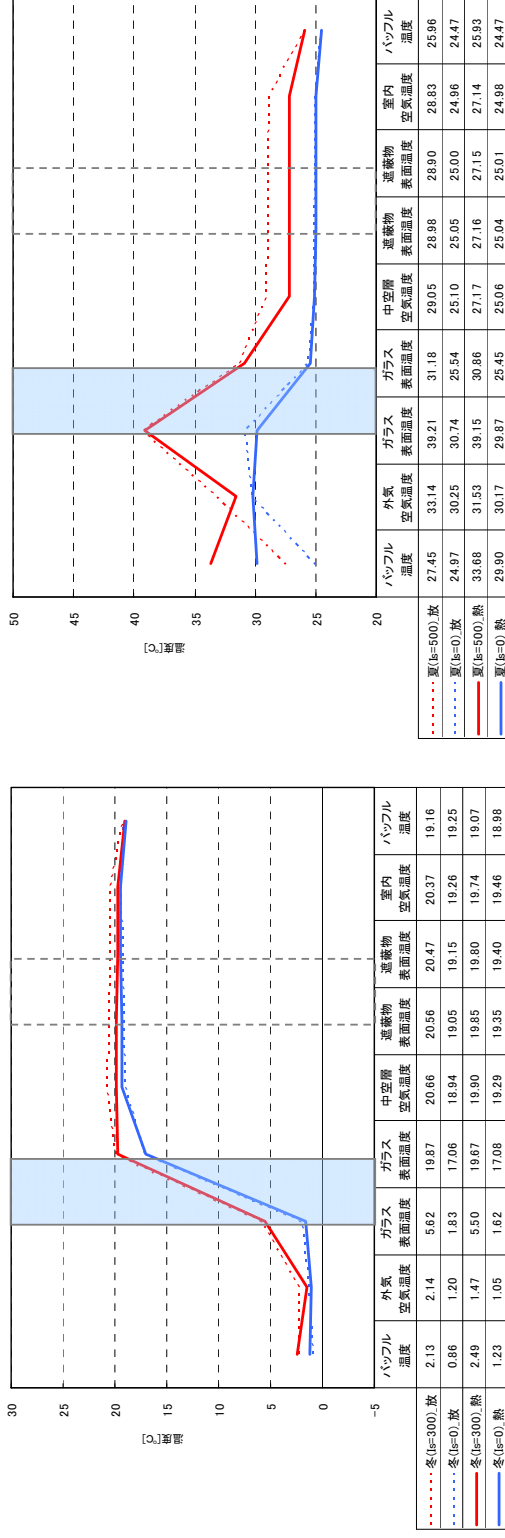 50
45
40
35
30
25
20
温度[℃]
バッフル
温度
外気
空気温度
ガラス
表面温度
ガラス
表面温度
中空層
空気温度
遮蔽物
表面温度
遮蔽物
表面温度
室内
空気温度
バッフル
温度
夏(Is=500)_放 27.45 33.14 39.21 31.18 29.05 28.98 28.90 28.83 25.96
夏(Is=0)_放 24.97 30.25 30.74 25.54 25.10 25.05 25.00 24.96 24.47
夏(Is=500)_熱 33.68 31.53 39.15 30.86 27.17 27.16 27.15 27.14 25.93
夏(Is=0)_熱 29.90 30.17 29.87 25.45 25.06 25.04 25.01 24.98 24.47
30
25
20
15
10
5
0
-5
温度[℃]
バッフル
温度
外気
空気温度
ガラス
表面温度
ガラス
表面温度
中空層
空気温度
遮蔽物
表面温度
遮蔽物
表面温度
室内
空気温度
バッフル
温度
冬(Is=300)_放 2.13 2.14 5.62 19.87 20.66 20.56 20.47 20.37 19.16
冬(Is=0)_放 0.86 1.20 1.83 17.06 18.94 19.05 19.15 19.26 19.25
冬(Is=300)_熱 2.49 1.47 5.50 19.67 19.90 19.85 19.80 19.74 19.07
冬(Is=0)_熱 1.23 1.05 1.62 17.08 19.29 19.35 19.40 19.46 18.98